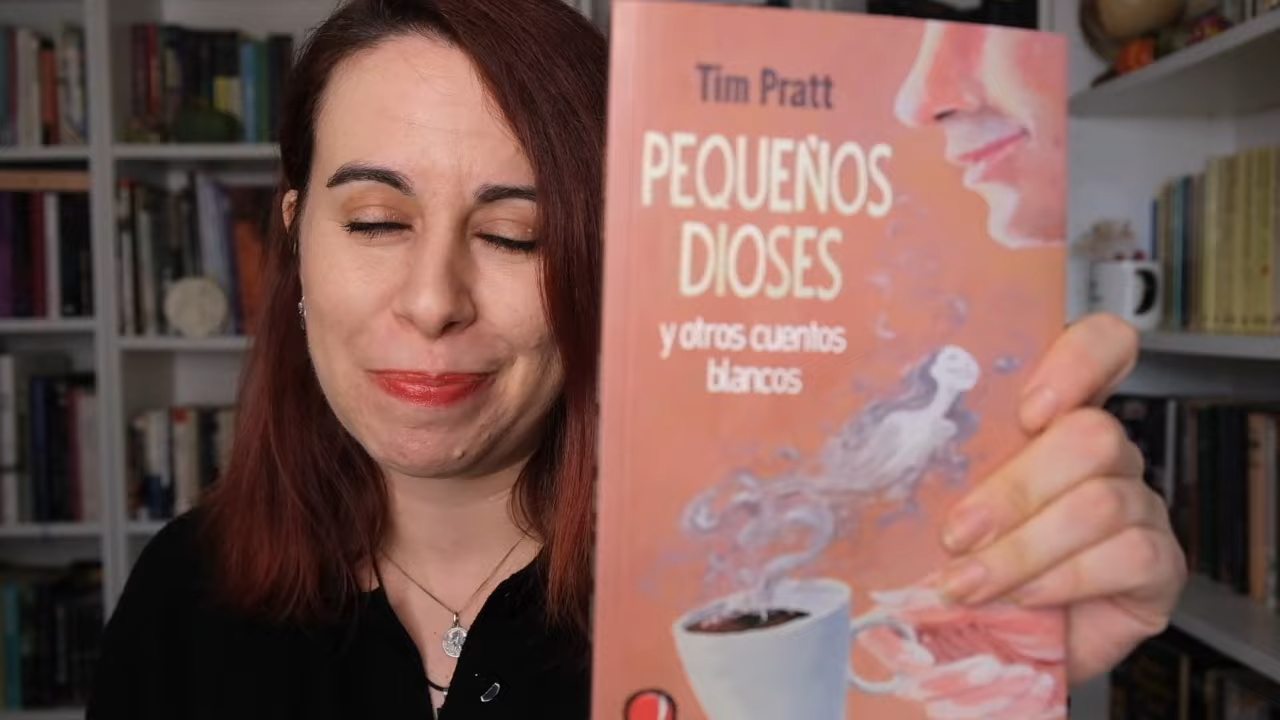 Tim Pratt
PEQUEÑOS
DIOSES
y otros cuentos
blancos